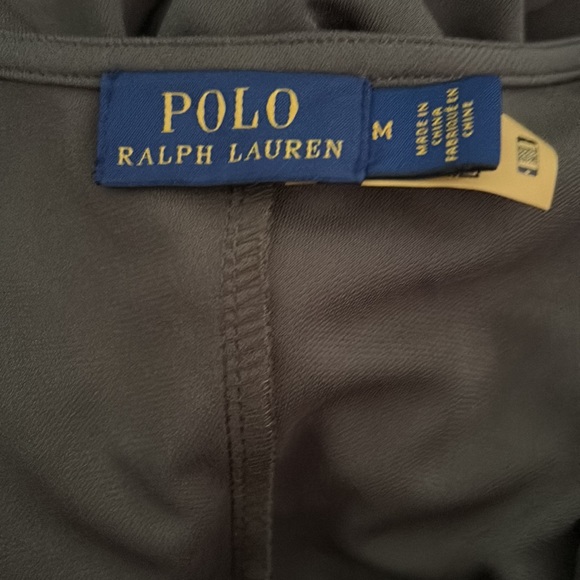 POLO
RALPH LAUREN
M
MADE IN
CHINA
FABRIQUÉ EN
CHINE